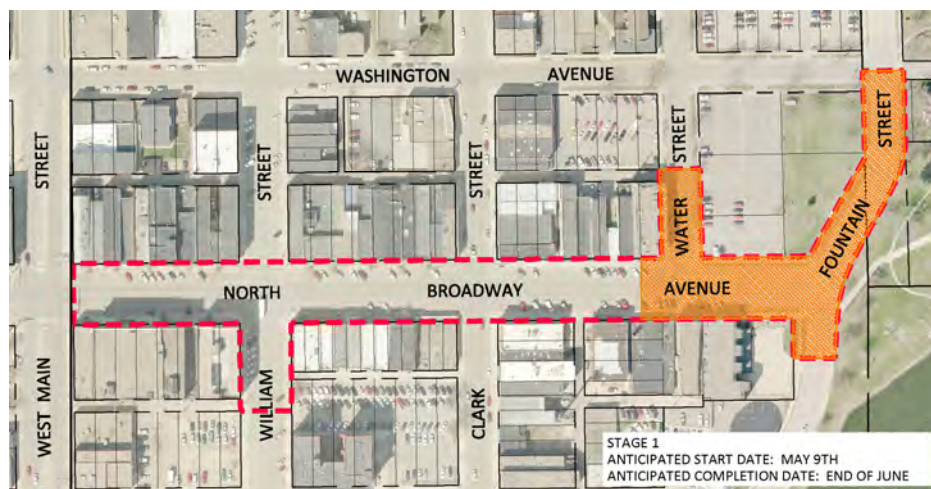 WASHINGTON AVENUE
STREET
STREET
STREET
STREET
STREET
WATER
FOUNTAIN
NORTH BROADWAY AVENUE
WEST MAIN
WILLIAM
CLARK
STAGE 1
ANTICIPATED START DATE: MAY 9TH
ANTICIPATED COMPLETION DATE: END OF JUNE